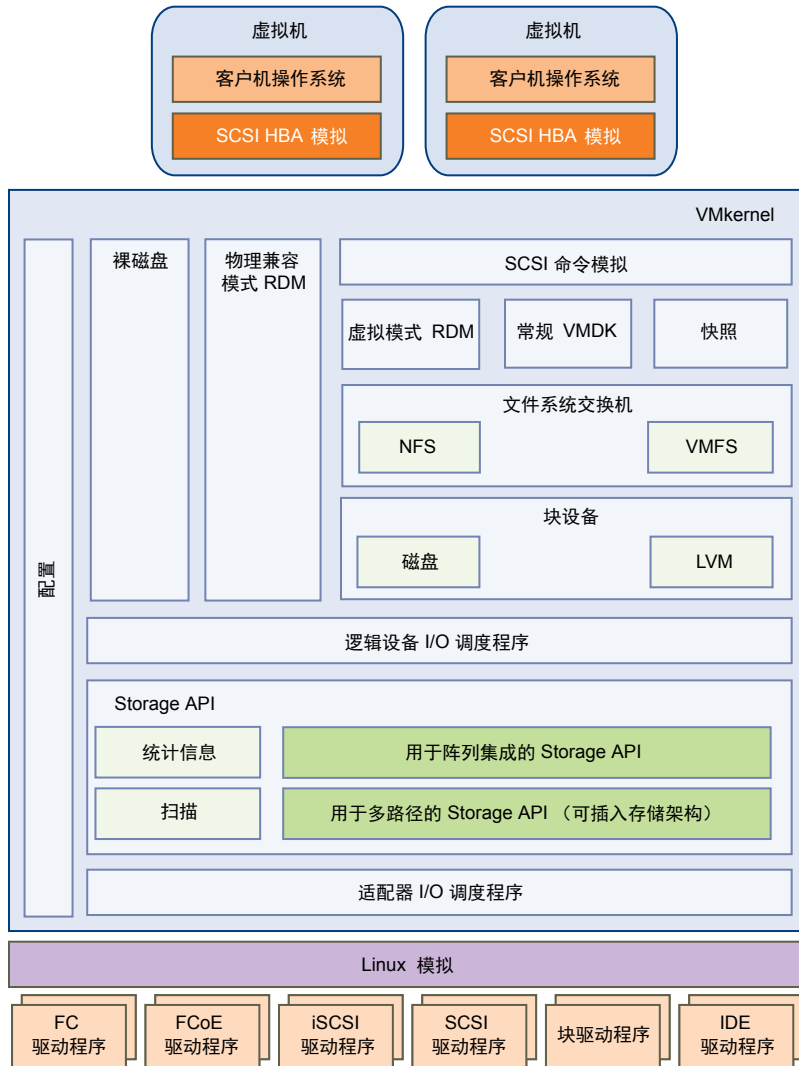 虚拟机
虚拟机
客户机操作系统
客户机操作系统
SCSI HBA 模拟
SCSI HBA 模拟
VMkernel
配置
裸磁盘
物理兼容
模式 RDM
SCSI 命令模拟
虚拟模式 RDM
常规 VMDK
快照
文件系统交换机
NFS
VMFS
块设备
磁盘
LVM
逻辑设备 I/O 调度程序
Storage API
统计信息
用于阵列集成的 Storage API
扫描
用于多路径的 Storage API （可插入存储架构）
适配器 I/O 调度程序
Linux 模拟
FC
驱动程序
FCoE
驱动程序
iSCSI
驱动程序
SCSI
驱动程序
块驱动程序
IDE
驱动程序